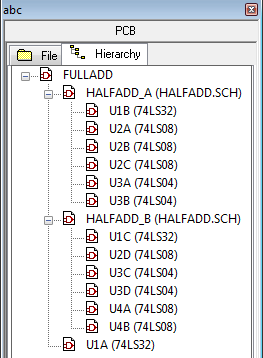 abc
PCB
File
Hierarchy
FULLADD
HALFADD_A (HALFADD.SCH)
U1B (74LS32)
U2A (74LS08)
U2B (74LS08)
U2C (74LS08)
U3A (74LS04)
U3B (74LS04)
HALFADD_B (HALFADD.SCH)
U1C (74LS32)
U2D (74LS08)
U3C (74LS04)
U3D (74LS04)
U4A (74LS08)
U4B (74LS08)
U1A (74LS32)